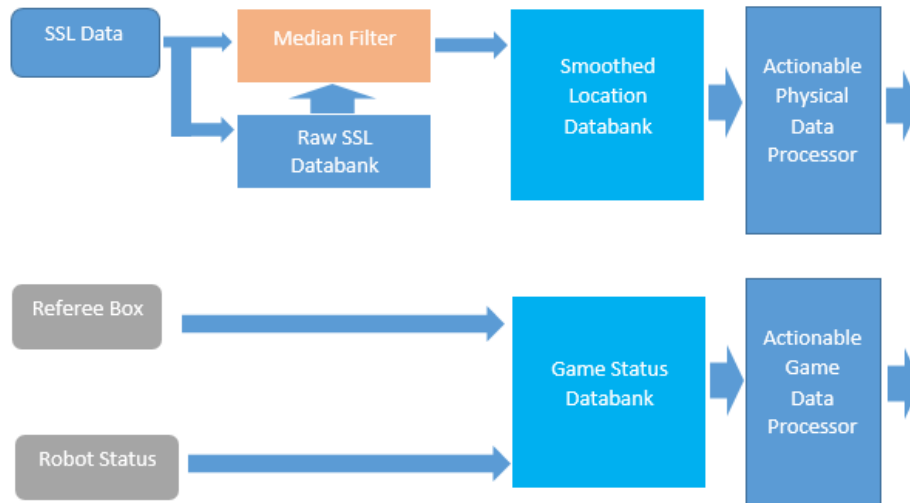 SSL Data
Median Filter
Raw SSL
Databank
Smoothed
Location
Databank
Actionable
Physical
Data
Processor
Referee Box
Robot Status
Game Status
Databank
Actionable
Game
Data
Processor